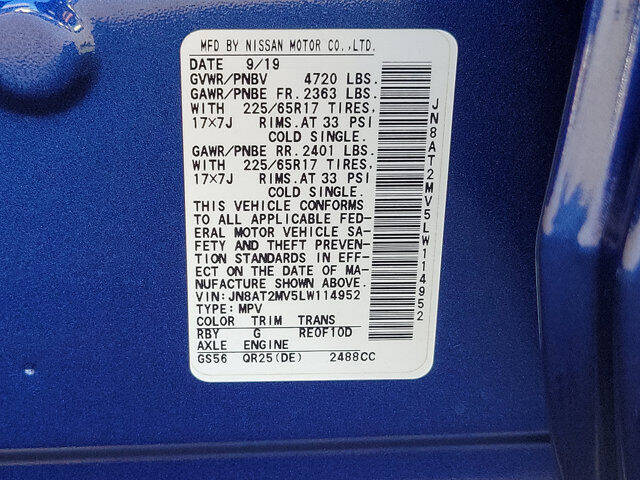 MFD BY NISSAN MOTOR CO.,LTD.
DATE 9/19
GVWR/PNBV 4720 LBS.
GAWR/PNBE FR. 2363 LBS.
WITH 225/65R17 TIRES,
17×7J RIMS.AT 33 PSI
COLD SINGLE.
GAWR/PNBE RR. 2401 LBS.
WITH 225/65R17 TIRES,
17×7J RIMS.AT 33 PSI
COLD SINGLE.
THIS VEHICLE CONFORMS
TO ALL APPLICABLE FED-
ERAL MOTOR VEHICLE SA-
FETY AND THEFT PREVEN-
TION STANDARDS IN EFF-
ECT ON THE DATE OF MA-
NUFACTURE SHOWN ABOVE.
VIN:JN8AT2MV5LW114952
TYPE:MPV
COLOR TRIM TRANS
RBY G RE0F10D
AXLE ENGINE
GS56 QR25(DE) 2488CC
JN8AT2MV5LW114952